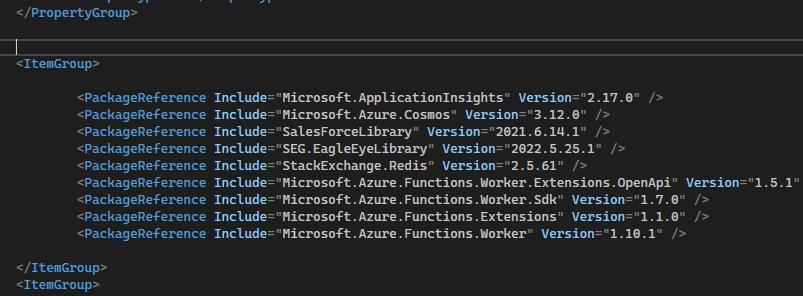 </PropertyGroup>
<ItemGroup>
<PackageReference Include="Microsoft.ApplicationInsights" Version="2.17.0" />
<PackageReference Include="Microsoft.Azure.Cosmos" Version="3.12.0" />
<PackageReference Include="SalesForceLibrary" Version="2021.6.14.1" />
<PackageReference Include="SEG.EagleEyeLibrary" Version="2022.5.25.1" />
<PackageReference Include="StackExchange.Redis" Version="2.5.61" />
<PackageReference Include="Microsoft.Azure.Functions.Worker.Extensions.OpenApi" Version="1.5.1"
<PackageReference Include="Microsoft.Azure.Functions.Worker.Sdk" Version="1.7.0" />
<PackageReference Include="Microsoft.Azure.Functions.Extensions" Version="1.1.0" />
<PackageReference Include="Microsoft.Azure.Functions.Worker" Version="1.10.1" />
</ItemGroup>
<ItemGroup>